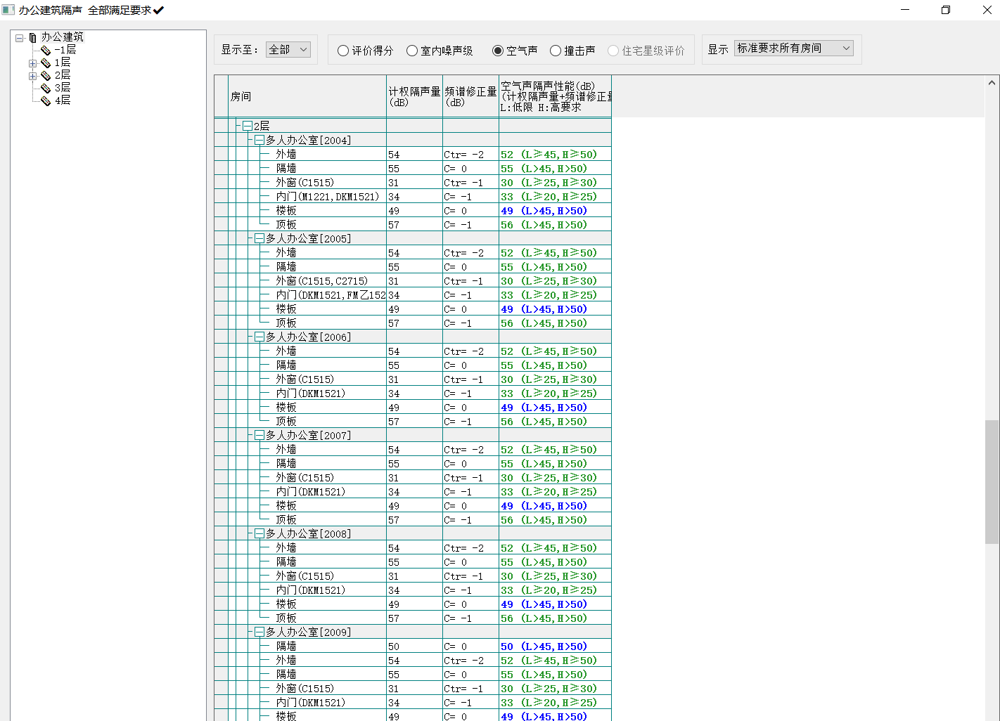 办公建筑隔声 全部满足要求✔
办公建筑
-1层
1层
2层
3层
4层
显示至: 全部
评价得分 室内噪声级 空气声 撞击声 住宅星级评价
显示 标准要求所有房间
房间
计权隔声量
(dB)
频谱修正量
(dB)
空气声隔声性能(dB)
(计权隔声量+频谱修正量
L:低限 H:高要求
2层
多人办公室[2004]
外墙 54 Ctr= -2 52 (L≥45,H≥50)
隔墙 55 C= 0 55 (L>45,H>50)
外窗(C1515) 31 Ctr= -1 30 (L≥25,H≥30)
内门(M1221,DKM1521) 34 C= -1 33 (L≥20,H≥25)
楼板 49 C= 0 49 (L>45,H>50)
顶板 57 C= -1 56 (L>45,H>50)
多人办公室[2005]
外墙 54 Ctr= -2 52 (L≥45,H≥50)
隔墙 55 C= 0 55 (L>45,H>50)
外窗(C1515,C2715) 31 Ctr= -1 30 (L≥25,H≥30)
内门(DKM1521,FM乙152 34 C= -1 33 (L≥20,H≥25)
楼板 49 C= 0 49 (L>45,H>50)
顶板 57 C= -1 56 (L>45,H>50)
多人办公室[2006]
外墙 54 Ctr= -2 52 (L≥45,H≥50)
隔墙 55 C= 0 55 (L>45,H>50)
外窗(C1515) 31 Ctr= -1 30 (L≥25,H≥30)
内门(DKM1521) 34 C= -1 33 (L≥20,H≥25)
楼板 49 C= 0 49 (L>45,H>50)
顶板 57 C= -1 56 (L>45,H>50)
多人办公室[2007]
外墙 54 Ctr= -2 52 (L≥45,H≥50)
隔墙 55 C= 0 55 (L>45,H>50)
外窗(C1515) 31 Ctr= -1 30 (L≥25,H≥30)
内门(DKM1521) 34 C= -1 33 (L≥20,H≥25)
楼板 49 C= 0 49 (L>45,H>50)
顶板 57 C= -1 56 (L>45,H>50)
多人办公室[2008]
外墙 54 Ctr= -2 52 (L≥45,H≥50)
隔墙 55 C= 0 55 (L>45,H>50)
外窗(C1515) 31 Ctr= -1 30 (L≥25,H≥30)
内门(DKM1521) 34 C= -1 33 (L≥20,H≥25)
楼板 49 C= 0 49 (L>45,H>50)
顶板 57 C= -1 56 (L>45,H>50)
多人办公室[2009]
隔墙 50 C= 0 50 (L>45,H>50)
外墙 54 Ctr= -2 52 (L≥45,H≥50)
隔墙 55 C= 0 55 (L>45,H>50)
外窗(C1515) 31 Ctr= -1 30 (L≥25,H≥30)
内门(DKM1521) 34 C= -1 33 (L≥20,H≥25)
楼板 49 C= 0 49 (L>45,H>50)